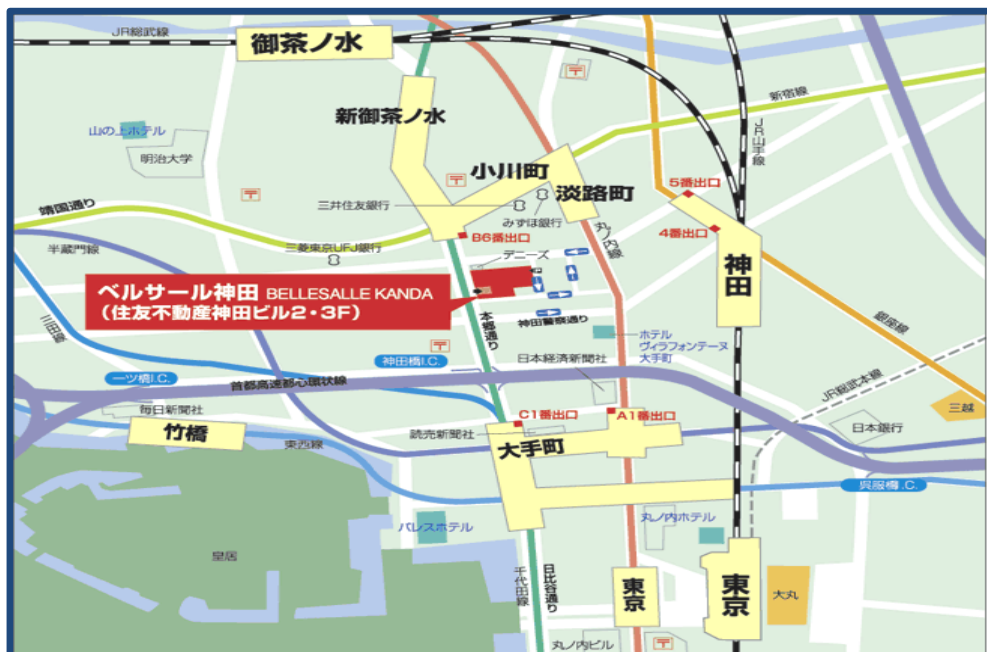 JR総武線
御茶ノ水
新御茶ノ水
新宿線
JR山手線
山の上ホテル
明治大学
小川町
淡路町
5番出口
三井住友銀行
みずほ銀行
靖国通り
B6番出口
丸ノ内線
4番出口
半蔵門線
三菱東京UFJ銀行
デニーズ
神田
ベルサール神田 BELLESALLE KANDA
(住友不動産神田ビル2・3F)
本郷通り
神田警察通り
銀座線
三田線
ホテル
ヴィラフォンテーヌ
大手町
神田橋I.C.
日本経済新聞社
一ツ橋I.C.
首都高速都心環状線
JR総武本線
毎日新聞社
C1番出口
A1番出口
三越
竹橋
東西線
読売新聞社
大手町
日本銀行
呉服橋I.C.
パレスホテル
丸ノ内ホテル
皇居
千代田線
日比谷通り
東京
東京
大丸
丸ノ内ビル